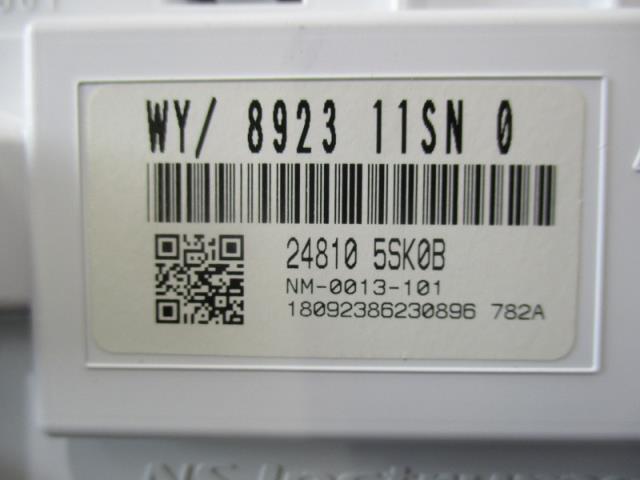 WY/ 8923 11SN 0
24810 5SK0B
NM-0013-101
18092386230896 782A